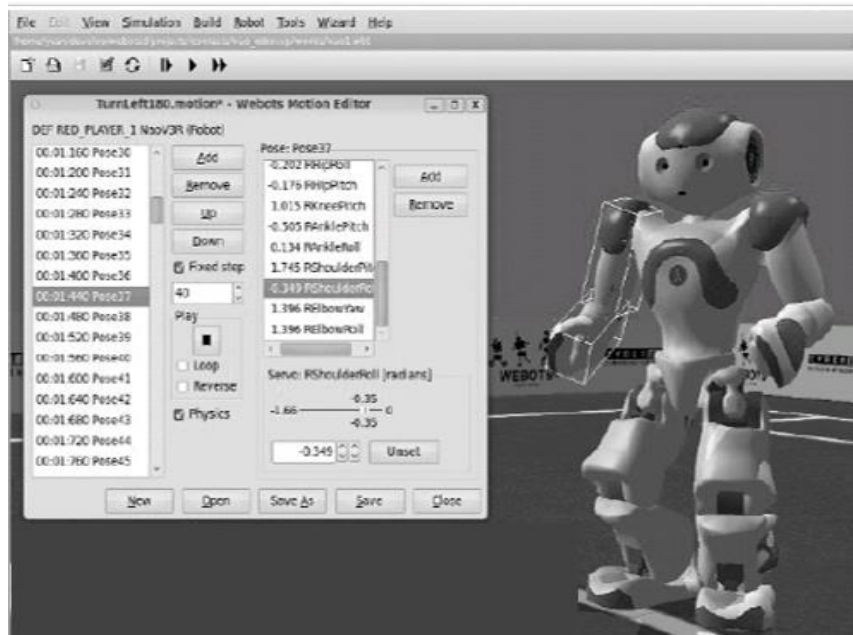 File Edit View Simulation Build Robot Tools Wizard Help
TurnLeft180.motion* - Webots Motion Editor
DEF RED_PLAYER_1 NaoV3R (Robot)
00:01:160 Pose30
00:01:200 Pose31
00:01:240 Pose32
00:01:280 Pose33
00:01:320 Pose34
00:01:360 Pose35
00:01:400 Pose36
00:01:440 Pose37
00:01:480 Pose38
00:01:520 Pose39
00:01:560 Pose40
00:01:600 Pose41
00:01:640 Pose42
00:01:680 Pose43
00:01:720 Pose44
00:01:760 Pose45
Add
Remove
Up
Down
Fixed step
40
Play
Loop
Reverse
Physics
Pose: Pose37
-0.202 RHipRoll
-0.176 RHipPitch
1.015 RKneePitch
-0.505 RAnklePitch
0.134 RAnkleRoll
1.745 RShoulderPit
-0.349 RShoulderRo
1.396 RElbowYaw
1.396 RElbowRoll
Add
Remove
Servo: RShoulderRoll [radians]
-0.35
-1.66 0
-0.35
-0.349 Unset
New Open Save As Save Close
WEBOTS